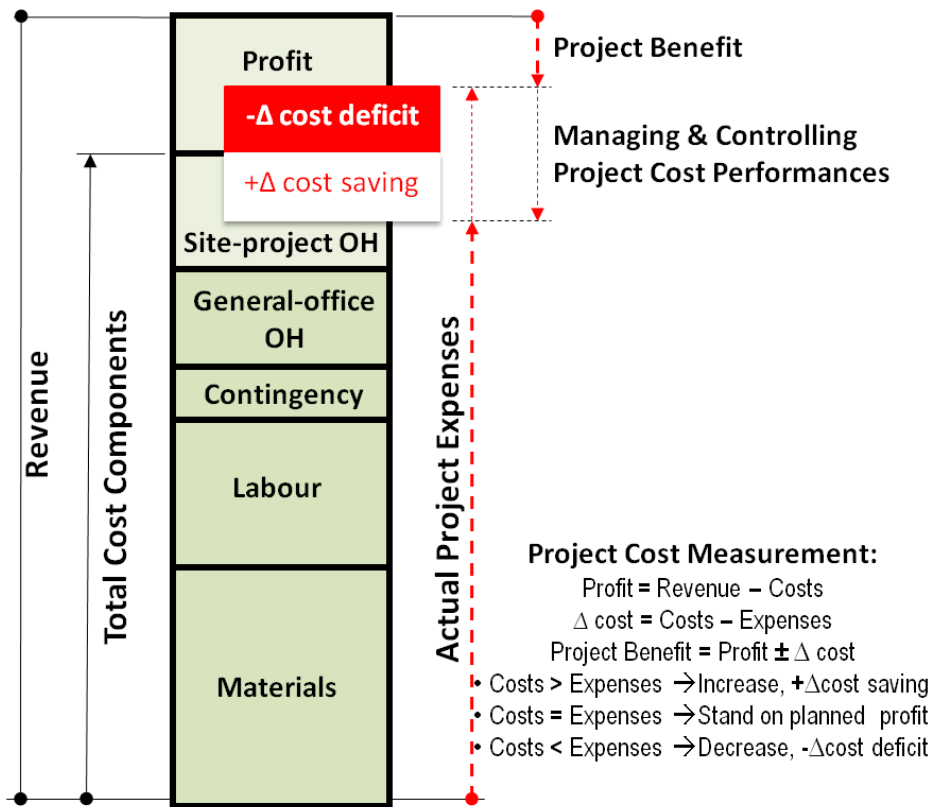 Profit
-Δ cost deficit
+Δ cost saving
Site-project OH
General-office
OH
Contingency
Labour
Materials
Revenue
Total Cost Components
Actual Project Expenses
Project Benefit
Managing & Controlling
Project Cost Performances
Project Cost Measurement:
Profit = Revenue – Costs
Δ cost = Costs – Expenses
Project Benefit = Profit ± Δ cost
• Costs > Expenses →Increase, +Δcost saving
• Costs = Expenses →Stand on planned profit
• Costs < Expenses →Decrease, -Δcost deficit